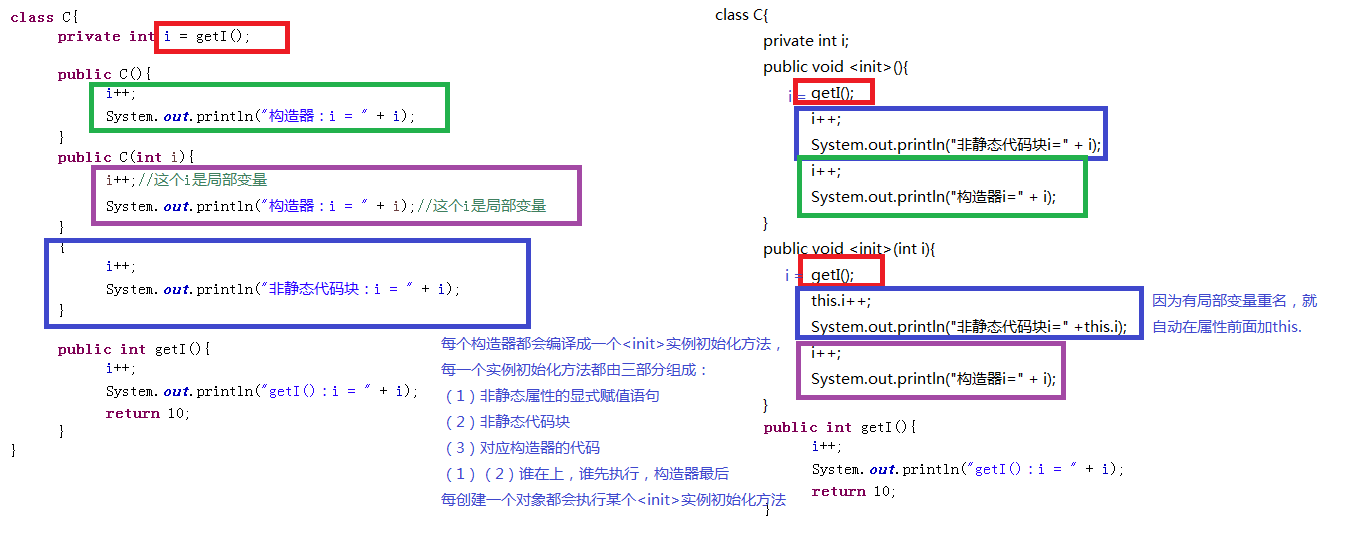 class C{
private int i = getI();
public C(){
i++;
System.out.println("构造器：i = " + i);
}
public C(int i){
i++;//这个i是局部变量
System.out.println("构造器：i = " + i);//这个i是局部变量
}
{
i++;
System.out.println("非静态代码块：i = " + i);
}
public int getI(){
i++;
System.out.println("getI()：i = " + i);
return 10;
}
}
每个构造器都会编译成一个<init>实例初始化方法，
每一个实例初始化方法都由三部分组成：
（1）非静态属性的显式赋值语句
（2）非静态代码块
（3）对应构造器的代码
（1）（2）谁在上，谁先执行，构造器最后
每创建一个对象都会执行某个<init>实例初始化方法
class C{
private int i;
public void <init>(){
i = getI();
i++;
System.out.println("非静态代码块i=" + i);
i++;
System.out.println("构造器i=" + i);
}
public void <init>(int i){
i = getI();
this.i++;
System.out.println("非静态代码块i=" +this.i);
i++;
System.out.println("构造器i=" + i);
}
public int getI(){
i++;
System.out.println("getI()：i = " + i);
return 10;
}
}
因为有局部变量重名，就
自动在属性前面加this.